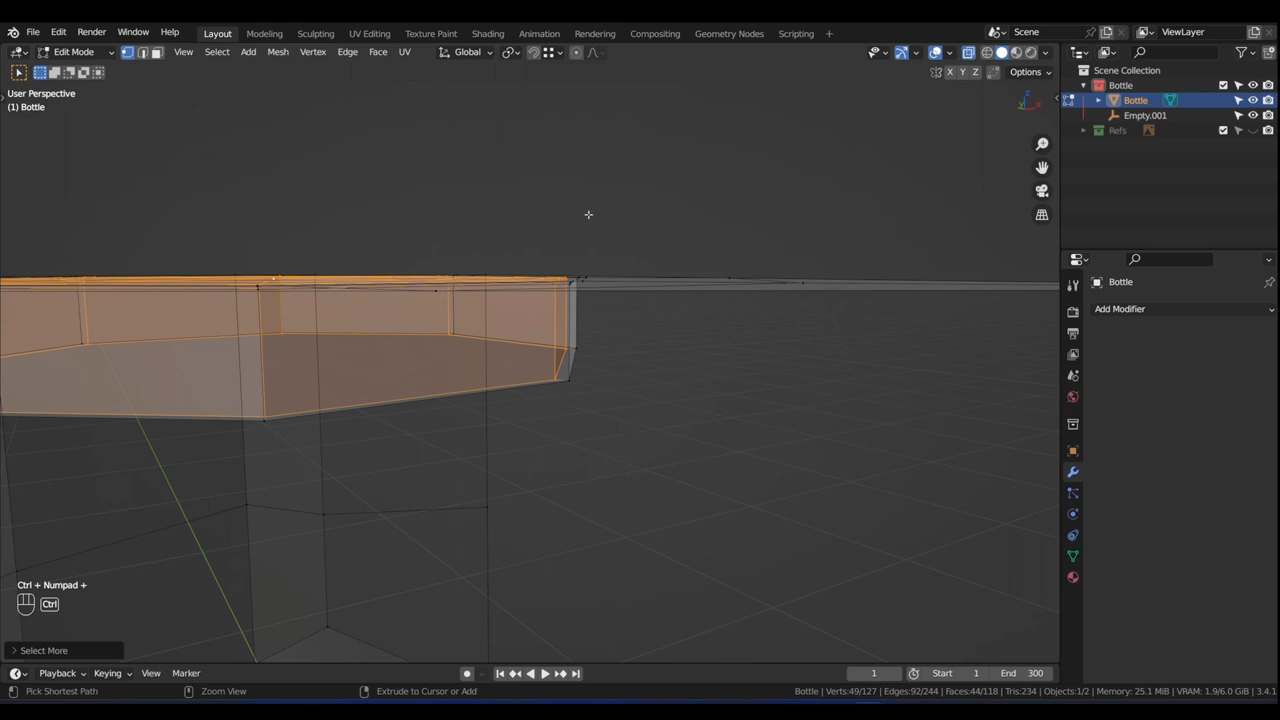 File Edit Render Window Help Layout Modeling Sculpting UV Editing Texture Paint Shading Animation Rendering Compositing Geometry Nodes Scripting + Scene ViewLayer
Edit Mode View Select Add Mesh Vertex Edge Face UV Global
X Y Z Options
User Perspective
(1) Bottle
Scene Collection
Bottle
Bottle
Empty.001
Refs
Bottle
Add Modifier
Ctrl + Numpad +
Ctrl
Select More
Playback Keying View Marker 1 Start 1 End 300
Pick Shortest Path Zoom View Extrude to Cursor or Add Bottle | Verts:49/127 | Edges:92/244 | Faces:44/118 | Tris:234 | Objects:1/2 | Memory: 25.1 MiB | VRAM: 1.9/6.0 GiB | 3.4.1